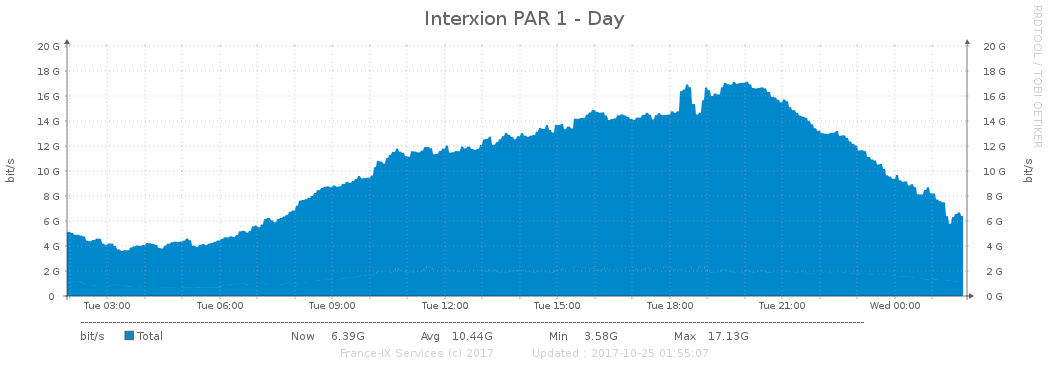 Interxion PAR 1 - Day
RRDTOOL / TOBI OETIKER
bit/s
20 G 20 G
18 G 18 G
16 G 16 G
14 G 14 G
12 G 12 G
10 G 10 G
8 G 8 G
6 G 6 G
4 G 4 G
2 G 2 G
0 0 G
bit/s
Tue 03:00 Tue 06:00 Tue 09:00 Tue 12:00 Tue 15:00 Tue 18:00 Tue 21:00 Wed 00:00
bit/s Total Now 6.39G Avg 10.44G Min 3.58G Max 17.13G
France-IX Services (c) 2017 Updated : 2017-10-25 01:55:07